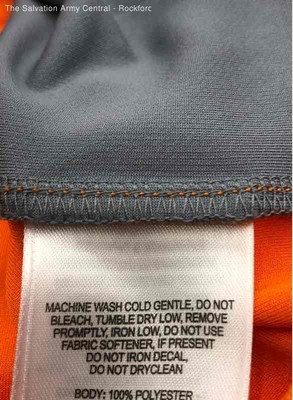 The Salvation Army Central - Rockforc
MACHINE WASH COLD GENTLE, DO NOT
BLEACH, TUMBLE DRY LOW, REMOVE
PROMPTLY, IRON LOW, DO NOT USE
FABRIC SOFTENER, IF PRESENT
DO NOT IRON DECAL,
DO NOT DRYCLEAN
BODY: 100% POLYESTER